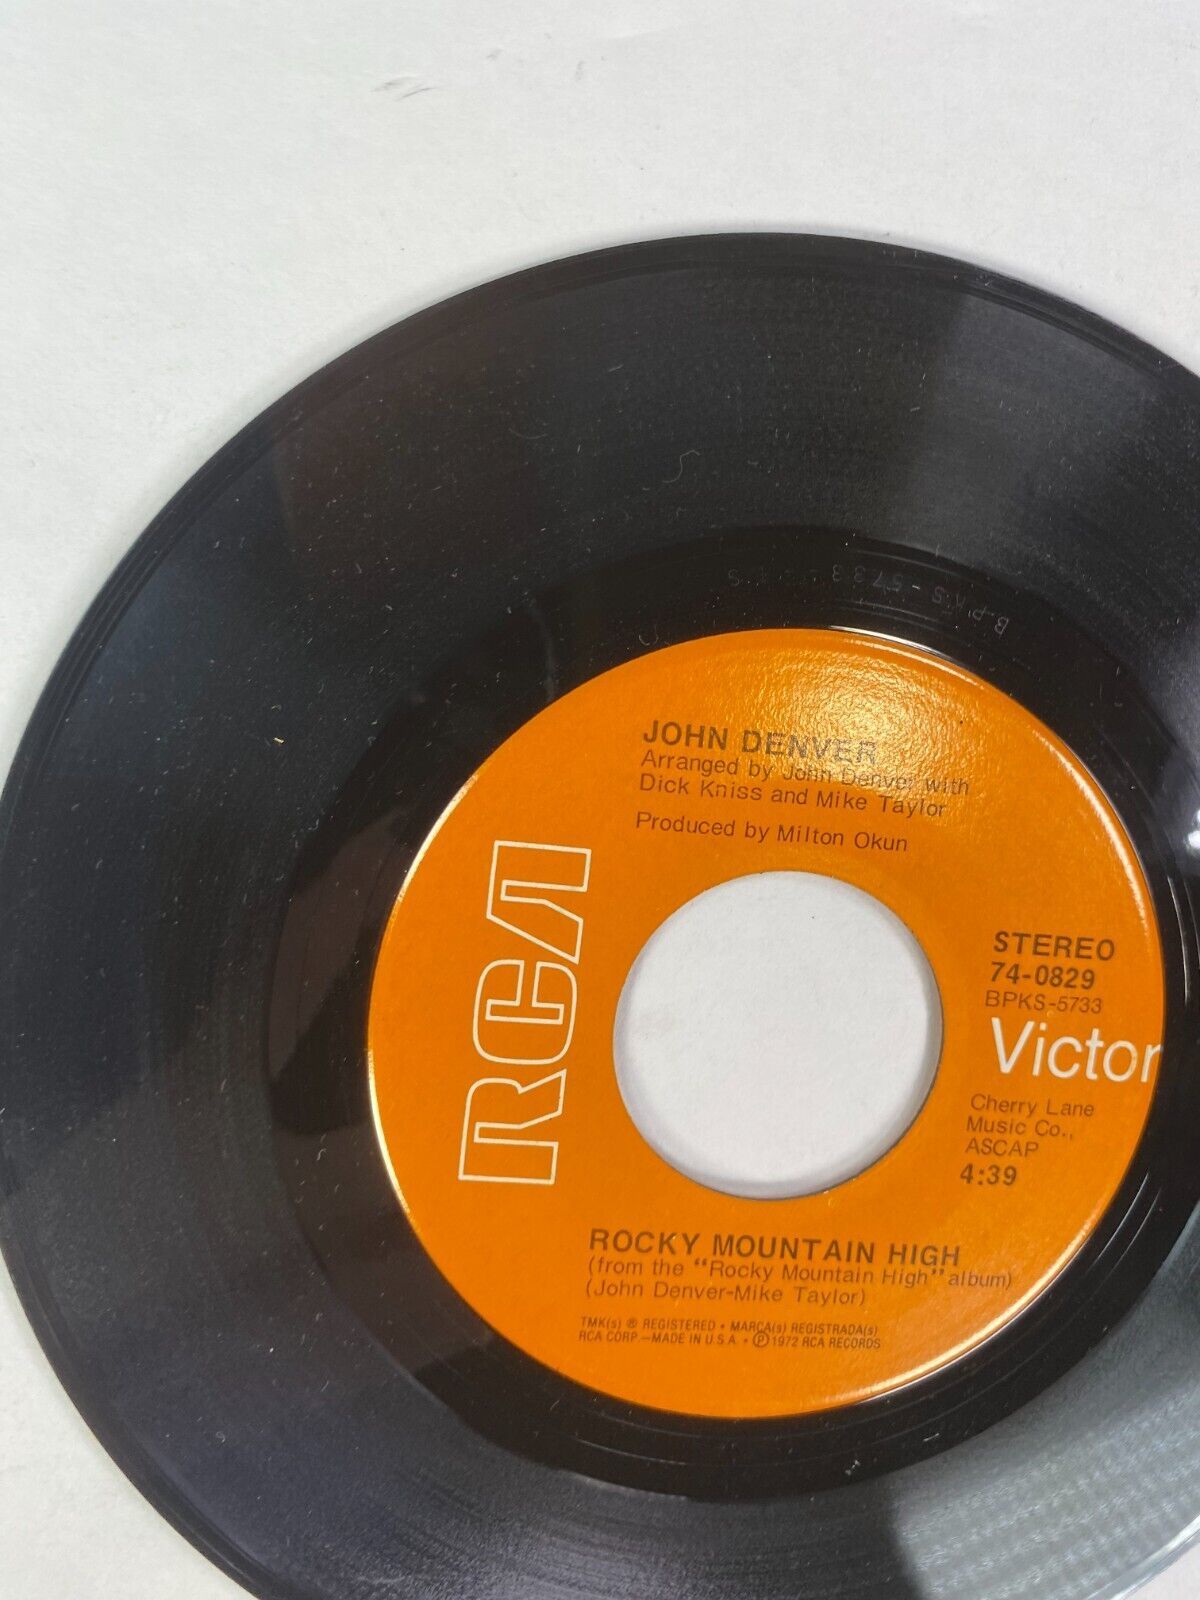 JOHN DENVER
Arranged by John Denver with
Dick Kniss and Mike Taylor
Produced by Milton Okun
RCA
STEREO
74-0829
BPKS-5733
Victor
Cherry Lane
Music Co.,
ASCAP
4:39
ROCKY MOUNTAIN HIGH
(from the "Rocky Mountain High" album)
(John Denver-Mike Taylor)
TMK(s) ® REGISTERED • MARCA(s) REGISTRADA(s)
RCA CORP.—MADE IN U.S.A. • ℗ 1972 RCA RECORDS